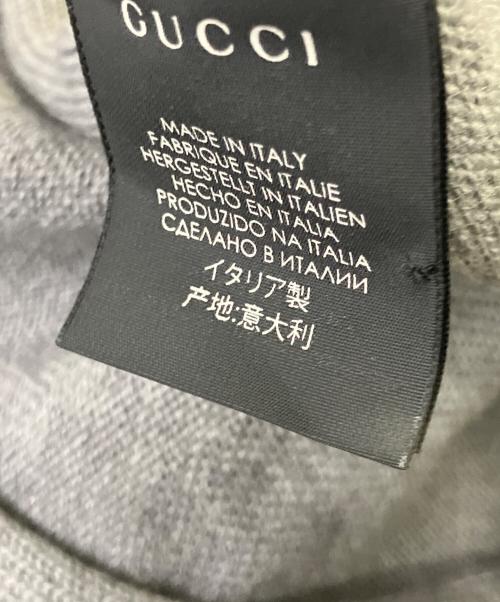 GUCCI
MADE IN ITALY
FABRIQUE EN ITALIE
HERGESTELLT IN ITALIEN
HECHO EN ITALIA
PRODUZIDO NA ITALIA
СДЕЛАНО В ИТАЛИИ
イタリア製
产地:意大利